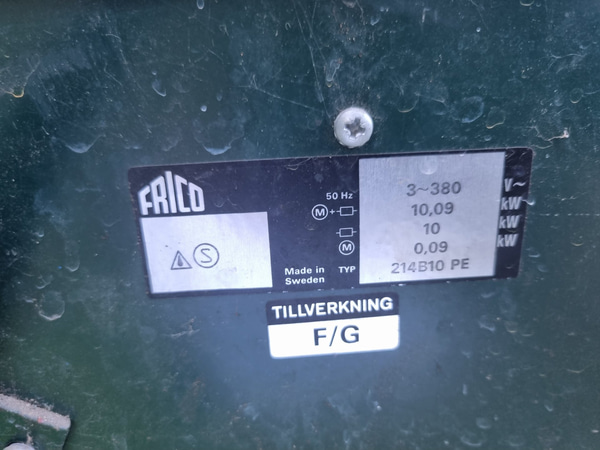 FRICO
50 Hz 3~380 V~
M+ 10,09 kW
10 kW
M 0,09 kW
Made in Sweden TYP 214B10 PE
S
TILLVERKNING
F/G